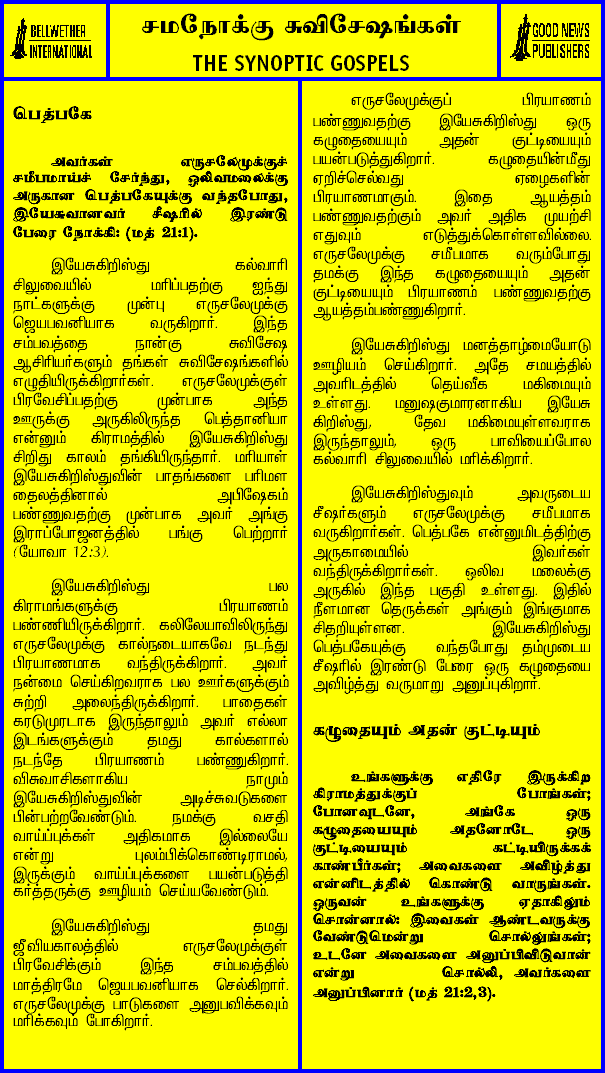 BELLWETHER
INTERNATIONAL
சமநோக்கு சுவிசேஷங்கள்
THE SYNOPTIC GOSPELS
GOOD NEWS
PUBLISHERS
பெத்பகே
அவர்கள் எருசலேமுக்குச்
சமீபமாய்ச் சேர்ந்து, ஒலிவமலைக்கு
அருகான பெத்பகேயுக்கு வந்தபோது,
இயேசுவானவர் சீஷரில் இரண்டு
பேரை நோக்கி: (மத் 21:1).
இயேசுகிறிஸ்து கல்வாரி
சிலுவையில் மரிப்பதற்கு ஐந்து
நாட்களுக்கு முன்பு எருசலேமுக்கு
ஜெயபவனியாக வருகிறார். இந்த
சம்பவத்தை நான்கு சுவிசேஷ
ஆசிரியர்களும் தங்கள் சுவிசேஷங்களில்
எழுதியிருக்கிறார்கள். எருசலேமுக்குள்
பிரவேசிப்பதற்கு முன்பாக அந்த
ஊருக்கு அருகிலிருந்த பெத்தானியா
என்னும் கிராமத்தில் இயேசுகிறிஸ்து
சிறிது காலம் தங்கியிருந்தார். மரியாள்
இயேசுகிறிஸ்துவின் பாதங்களை பரிமள
தைலத்தினால் அபிஷேகம்
பண்ணுவதற்கு முன்பாக அவர் அங்கு
இராப்போஜனத்தில் பங்கு பெற்றார்
(யோவா 12:3).
இயேசுகிறிஸ்து பல
கிராமங்களுக்கு பிரயாணம்
பண்ணியிருக்கிறார். கலிலேயாவிலிருந்து
எருசலேமுக்கு கால்நடையாகவே நடந்து
பிரயாணமாக வந்திருக்கிறார். அவர்
நன்மை செய்கிறவராக பல ஊர்களுக்கும்
சுற்றி அலைந்திருக்கிறார். பாதைகள்
கரடுமுரடாக இருந்தாலும் அவர் எல்லா
இடங்களுக்கும் தமது கால்களால்
நடந்தே பிரயாணம் பண்ணுகிறார்.
விசுவாசிகளாகிய நாமும்
இயேசுகிறிஸ்துவின் அடிச்சுவடுகளை
பின்பற்றவேண்டும். நமக்கு வசதி
வாய்ப்புக்கள் அதிகமாக இல்லையே
என்று புலம்பிக்கொண்டிராமல்,
இருக்கும் வாய்ப்புக்களை பயன்படுத்தி
கர்த்தருக்கு ஊழியம் செய்யவேண்டும்.
இயேசுகிறிஸ்து தமது
ஜீவியகாலத்தில் எருசலேமுக்குள்
பிரவேசிக்கும் இந்த சம்பவத்தில்
மாத்திரமே ஜெயபவனியாக செல்கிறார்.
எருசலேமுக்கு பாடுகளை அனுபவிக்கவும்
மரிக்கவும் போகிறார்.
எருசலேமுக்குப் பிரயாணம்
பண்ணுவதற்கு இயேசுகிறிஸ்து ஒரு
கழுதையையும் அதன் குட்டியையும்
பயன்படுத்துகிறார். கழுதையின்மீது
ஏறிச்செல்வது ஏழைகளின்
பிரயாணமாகும். இதை ஆயத்தம்
பண்ணுவதற்கும் அவர் அதிக முயற்சி
எதுவும் எடுத்துக்கொள்ளவில்லை.
எருசலேமுக்கு சமீபமாக வரும்போது
தமக்கு இந்த கழுதையையும் அதன்
குட்டியையும் பிரயாணம் பண்ணுவதற்கு
ஆயத்தம்பண்ணுகிறார்.
இயேசுகிறிஸ்து மனத்தாழ்மையோடு
ஊழியம் செய்கிறார். அதே சமயத்தில்
அவரிடத்தில் தெய்வீக மகிமையும்
உள்ளது. மனுஷகுமாரனாகிய இயேசு
கிறிஸ்து, தேவ மகிமையுள்ளவராக
இருந்தாலும், ஒரு பாவியைப்போல
கல்வாரி சிலுவையில் மரிக்கிறார்.
இயேசுகிறிஸ்துவும் அவருடைய
சீஷர்களும் எருசலேமுக்கு சமீபமாக
வருகிறார்கள். பெத்பகே என்னுமிடத்திற்கு
அருகாமையில் இவர்கள்
வந்திருக்கிறார்கள். ஒலிவ மலைக்கு
அருகில் இந்த பகுதி உள்ளது. இதில்
நீளமான தெருக்கள் அங்கும் இங்குமாக
சிதறியுள்ளன. இயேசுகிறிஸ்து
பெத்பகேயுக்கு வந்தபோது தம்முடைய
சீஷரில் இரண்டு பேரை ஒரு கழுதையை
அவிழ்த்து வருமாறு அனுப்புகிறார்.
கழுதையும் அதன் குட்டியும்
உங்களுக்கு எதிரே இருக்கிற
கிராமத்துக்குப் போங்கள்;
போனவுடனே, அங்கே ஒரு
கழுதையையும் அதனோடே ஒரு
குட்டியையும் கட்டியிருக்கக்
காண்பீர்கள்; அவைகளை அவிழ்த்து
என்னிடத்தில் கொண்டு வாருங்கள்.
ஒருவன் உங்களுக்கு ஏதாகிலும்
சொன்னால்: இவைகள் ஆண்டவருக்கு
வேண்டுமென்று சொல்லுங்கள்;
உடனே அவைகளை அனுப்பிவிடுவான்
என்று சொல்லி, அவர்களை
அனுப்பினார் (மத் 21:2,3).